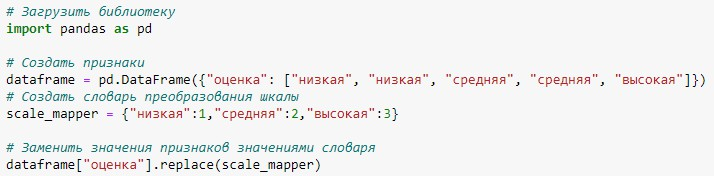 # Загрузить библиотеку
import pandas as pd
# Создать признаки
dataframe = pd.DataFrame({"оценка": ["низкая", "низкая", "средняя", "средняя", "высокая"]})
# Создать словарь преобразования шкалы
scale_mapper = {"низкая":1,"средняя":2,"высокая":3}
# Заменить значения признаков значениями словаря
dataframe["оценка"].replace(scale_mapper)